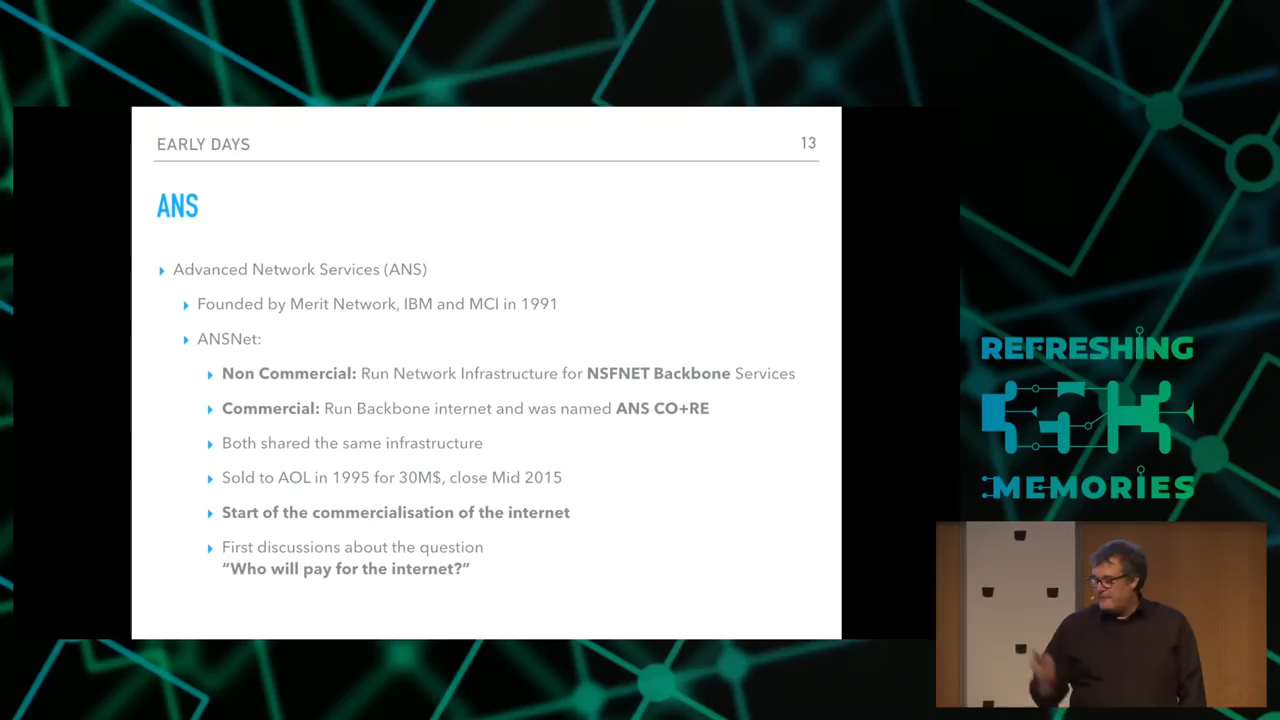 EARLY DAYS
13
ANS
Advanced Network Services (ANS)
Founded by Merit Network, IBM and MCI in 1991
ANSNet:
Non Commercial: Run Network Infrastructure for NSFNET Backbone Services
Commercial: Run Backbone internet and was named ANS CO+RE
Both shared the same infrastructure
Sold to AOL in 1995 for 30M$, close Mid 2015
Start of the commercialisation of the internet
First discussions about the question
“Who will pay for the internet?”
REFRESHING
MEMORIES